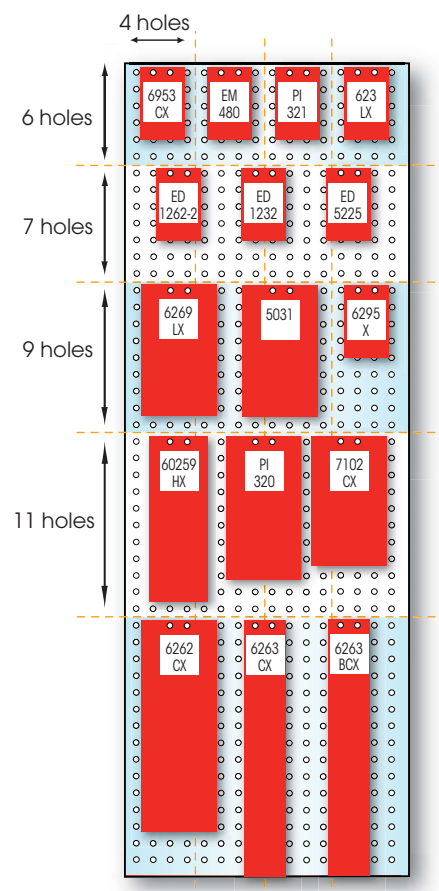 4 holes
6 holes
6953
CX
EM
480
PI
321
623
LX
7 holes
ED
1262-2
ED
1232
ED
5225
9 holes
6269
LX
5031
6295
X
11 holes
60259
HX
PI
320
7102
CX
6262
CX
6263
CX
6263
BCX